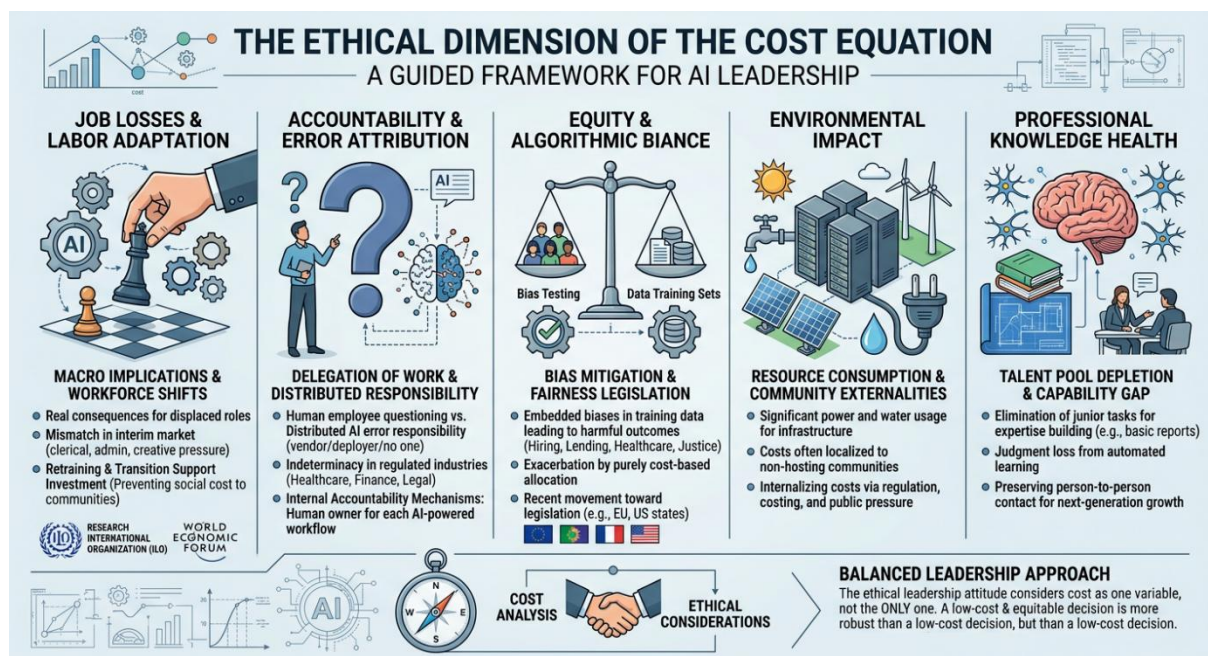 THE ETHICAL DIMENSION OF THE COST EQUATION
A GUIDED FRAMEWORK FOR AI LEADERSHIP
COST
JOB LOSSES &
LABOR ADAPTATION
AI
MACRO IMPLICATIONS &
WORKFORCE SHIFTS
Real consequences for displaced roles
Mismatch in interim market
(clerical, admin, creative pressure)
Retraining & Transition Support
Investment (Preventing social cost to
communities)
ILO
RESEARCH
INTERNATIONAL
ORGANIZATION (ILO)
WORLD
ECONOMIC
FORUM
ACCOUNTABILITY &
ERROR ATTRIBUTION
?
?
AI
DELEGATION OF WORK &
DISTRIBUTED RESPONSIBILITY
Human employee questioning vs.
Distributed AI error responsibility
(vendor/deployer/no one)
Indeterminacy in regulated industries
(Healthcare, Finance, Legal)
Internal Accountability Mechanisms:
Human owner for each AI-powered
workflow
EQUITY &
ALGORITHMIC BIANCE
Bias Testing
Data Training Sets
BIAS MITIGATION &
FAIRNESS LEGISLATION
Embedded biases in training data
leading to harmful outcomes
(Hiring, Lending, Healthcare, Justice)
Exacerbation by purely cost-based
allocation
Recent movement toward
legislation (e.g., EU, US states)
ENVIRONMENTAL
IMPACT
RESOURCE CONSUMPTION &
COMMUNITY EXTERNALITIES
Significant power and water usage
for infrastructure
Costs often localized to
non-hosting communities
Internalizing costs via regulation,
costing, and public pressure
PROFESSIONAL
KNOWLEDGE HEALTH
TALENT POOL DEPLETION
& CAPABILITY GAP
Elimination of junior tasks for
expertise building (e.g., basic reports)
Judgment loss from automated
learning
Preserving person-to-person
contact for next-generation growth
AI
N
W E
S
COST
ANALYSIS
ETHICAL
CONSIDERATIONS
BALANCED LEADERSHIP APPROACH
The ethical leadership attitude considers cost as one variable,
not the ONLY one. A low-cost & equitable decision is more
robust than a low-cost decision, but than a low-cost decision.